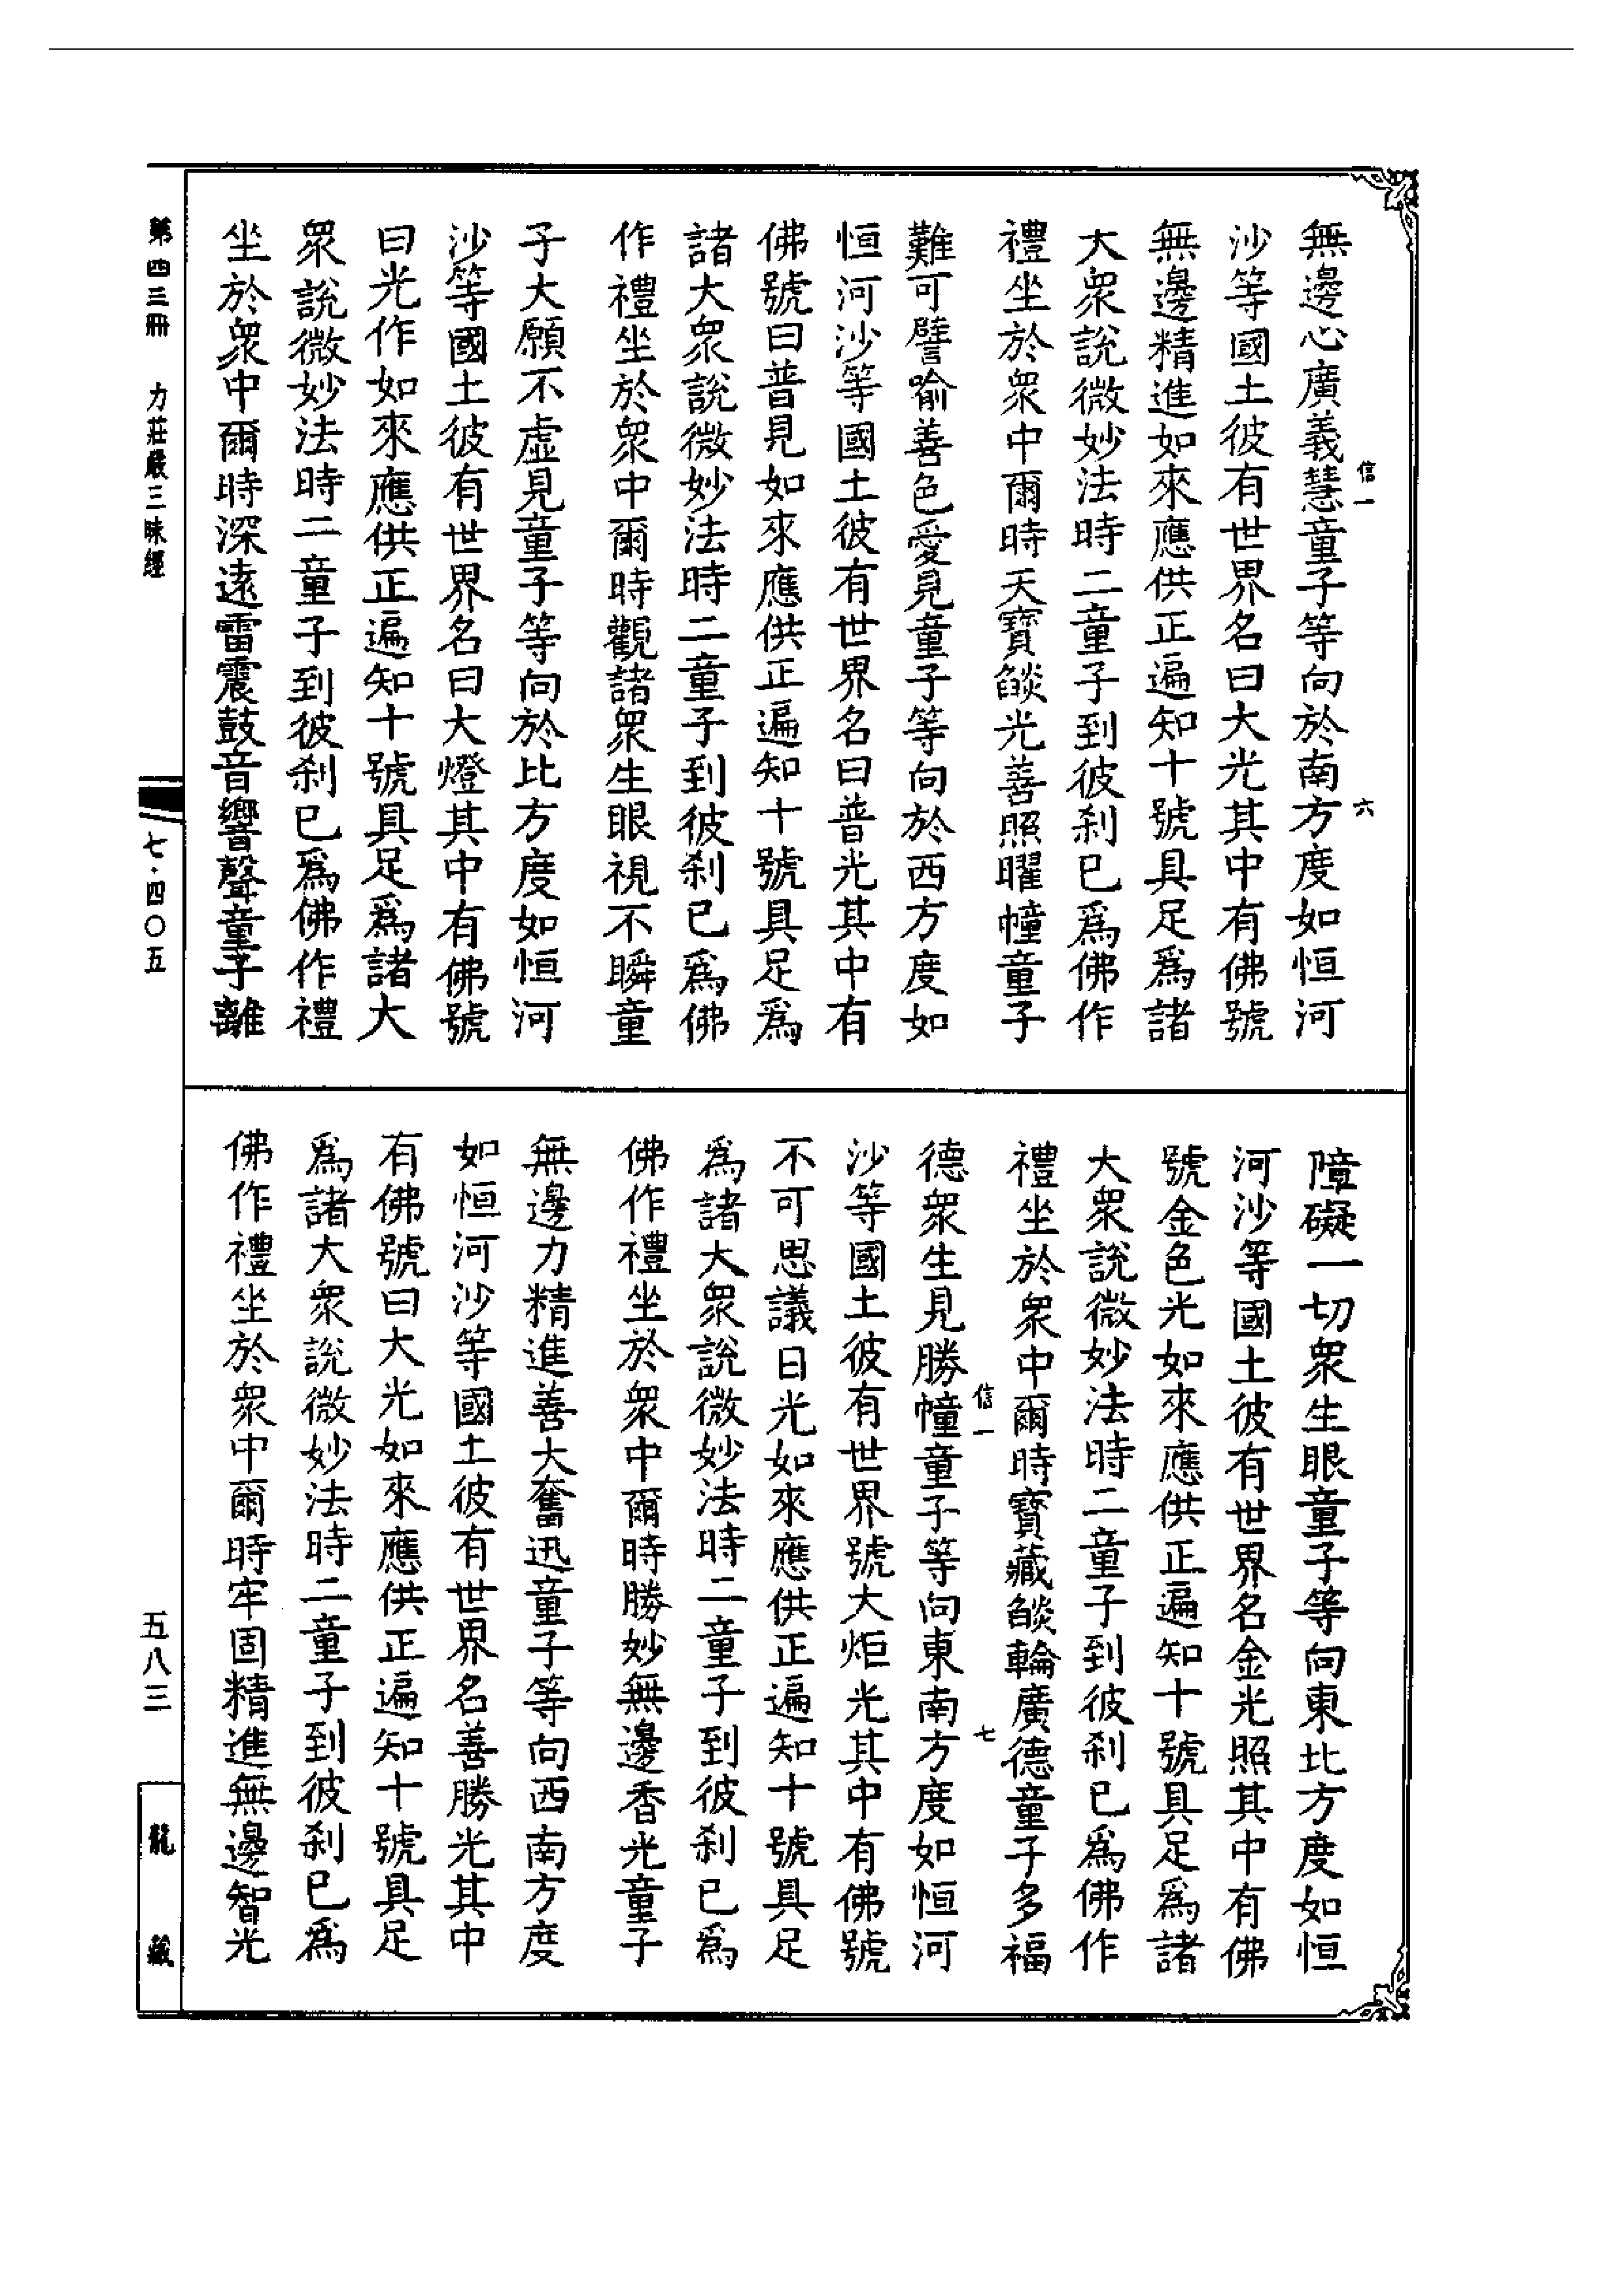 無邊心廣義慧童子等向於南方度如恒河
沙等國土彼有世界名曰大光其中有佛號
無邊精進如來應供正遍知十號具足爲諸
大衆說微妙法時二童子到彼刹已爲佛作
禮坐於衆中爾時天寶燄光善照曜幢童子
難可譬喻善色愛見童子等向於西方度如
恒河沙等國土彼有世界名曰普光其中有
佛號曰普見如來應供正遍知十號具足爲
諸大衆說微妙法時二童子到彼刹已爲佛
作禮坐於衆中爾時觀諸衆生眼視不瞬童
子大願不虛見童子等向於比方度如恒河
沙等國土彼有世界名曰大燈其中有佛號
曰光作如來應供正遍知十號具足爲諸大
衆說微妙法時二童子到彼刹已爲佛作禮
坐於衆中爾時深遠雷震鼓音響聲童子離
信一
六
障礙一切衆生眼童子等向東比方度如恒
河沙等國土彼有世界名金光照其中有佛
號金色光如來應供正遍知十號具足爲諸
大衆說微妙法時二童子到彼刹已爲佛作
禮坐於衆中爾時寶藏燄輪廣德童子多福
德衆生見勝幢童子等向東南方度如恒河
沙等國土彼有世界號大炬光其中有佛號
不可思議日光如來應供正遍知十號具足
爲諸大衆說微妙法時二童子到彼刹已爲
佛作禮坐於衆中爾時勝妙無邊香光童子
無邊力精進善大奮迅童子等向西南方度
如恒河沙等國土彼有世界名善勝光其中
有佛號曰大光如來應供正遍知十號具足
爲諸大衆說微妙法時二童子到彼刹已爲
佛作禮坐於衆中爾時牢固精進無邊智光
信一
七
第四三冊 力莊嚴三昧經
七·四〇五
五八三
龍藏